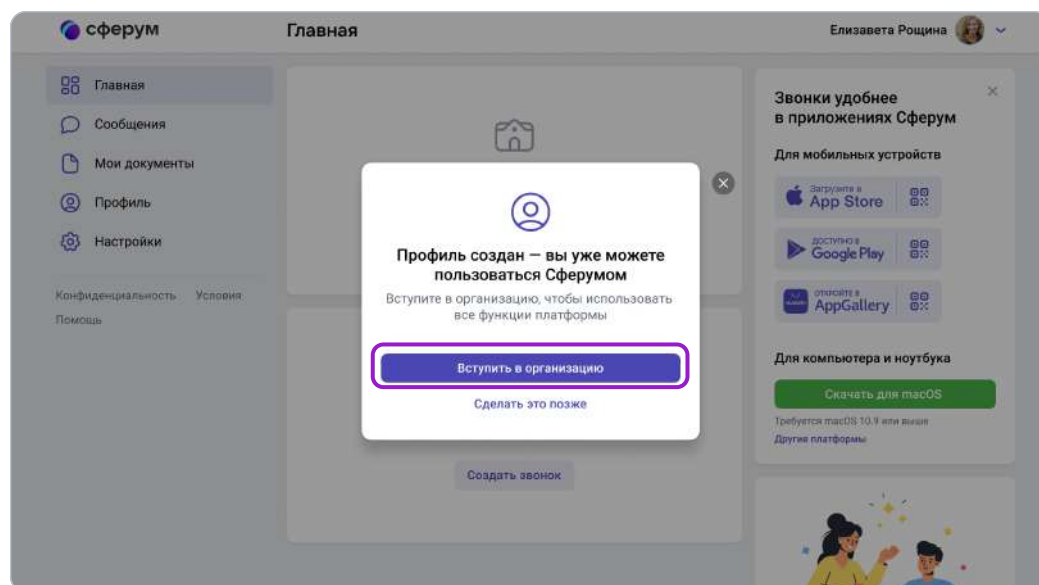 сферум
Главная
Елизавета Рощина
Главная
Сообщения
Мои документы
Профиль
Настройки
Конфиденциальность Условия
Помощь
Профиль создан — вы уже можете
пользоваться Сферумом
Вступите в организацию, чтобы использовать
все функции платформы
Вступить в организацию
Сделать это позже
Создать звонок
Звонки удобнее
в приложениях Сферум
Для мобильных устройств
Загрузите в
App Store
ДОСТУПНО В
Google Play
ОТКРОЙТЕ В
AppGallery
Для компьютера и ноутбука
Скачать для macOS
Требуется macOS 10.9 или выше
Другие платформы